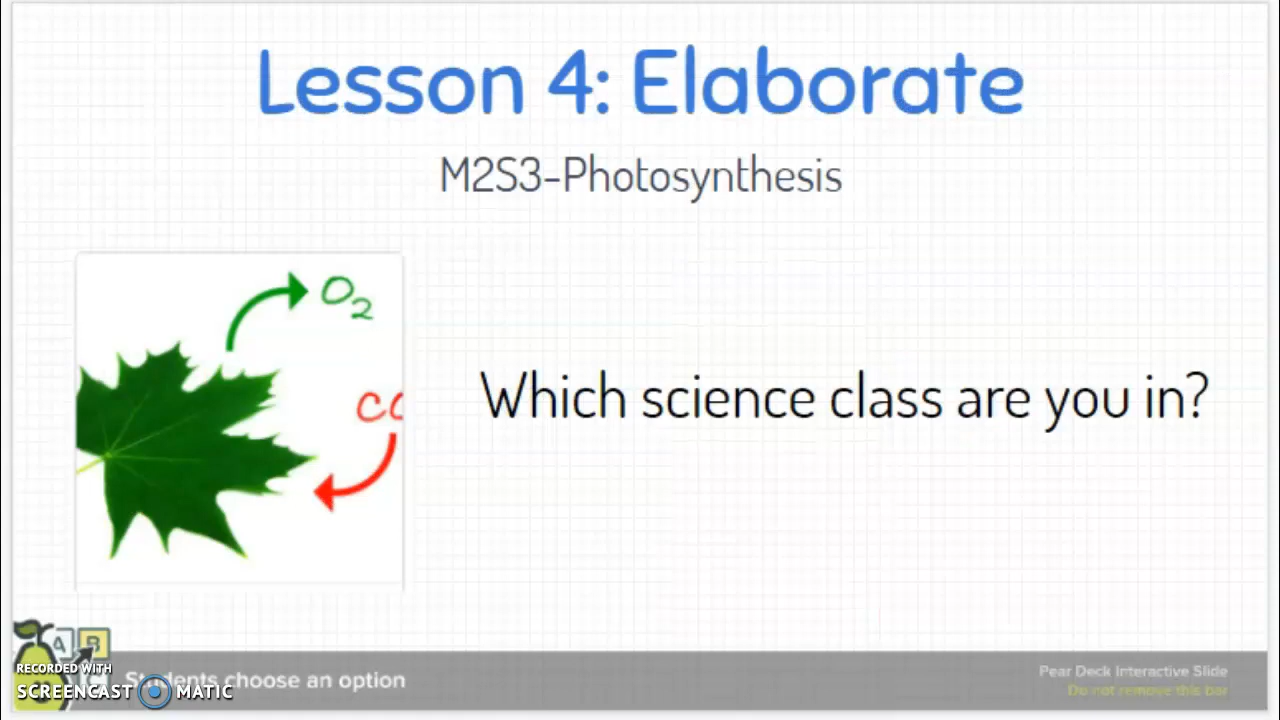 Lesson 4: Elaborate
M2S3-Photosynthesis
O2
Which science class are you in?
A B
RECORDED WITH
SCREENCAST MATIC
Students choose an option
Pear Deck Interactive Slide
Do not remove this bar